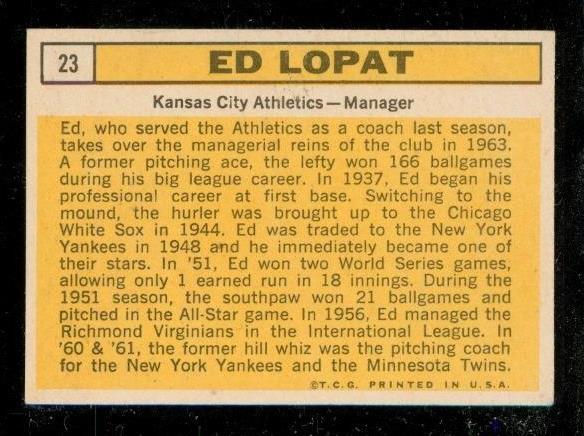 23 ED LOPAT
Kansas City Athletics—Manager
Ed, who served the Athletics as a coach last season,
takes over the managerial reins of the club in 1963.
A former pitching ace, the lefty won 166 ballgames
during his big league career. In 1937, Ed began his
professional career at first base. Switching to the
mound, the hurler was brought up to the Chicago
White Sox in 1944. Ed was traded to the New York
Yankees in 1948 and he immediately became one of
their stars. In '51, Ed won two World Series games,
allowing only 1 earned run in 18 innings. During the
1951 season, the southpaw won 21 ballgames and
pitched in the All-Star game. In 1956, Ed managed the
Richmond Virginians in the International League. In
'60 & '61, the former hill whiz was the pitching coach
for the New York Yankees and the Minnesota Twins.
©T.C.G. PRINTED IN U.S.A.